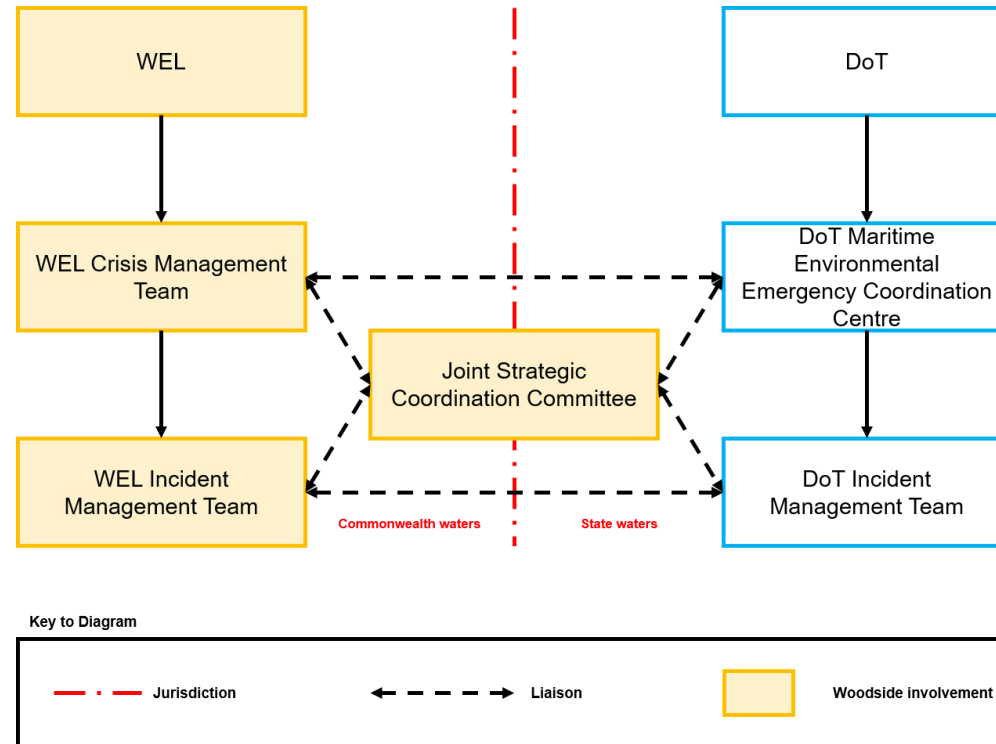 WEL
DoT
WEL Crisis Management
Team
DoT Maritime
Environmental
Emergency Coordination
Centre
Joint Strategic
Coordination Committee
WEL Incident
Management Team
DoT Incident
Management Team
Commonwealth waters
State waters
Key to Diagram
Jurisdiction
Liaison
Woodside involvement